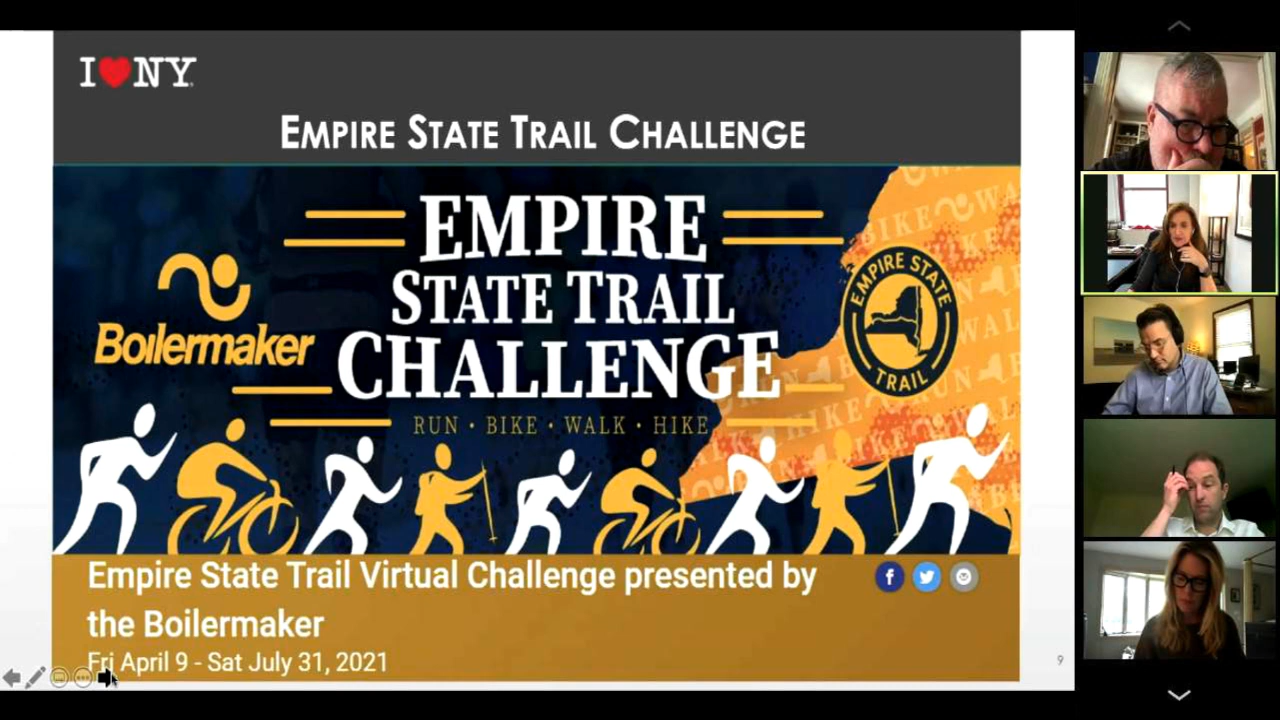 I NY
EMPIRE STATE TRAIL CHALLENGE
EMPIRE
STATE TRAIL
CHALLENGE
RUN • BIKE • WALK • HIKE
Boilermaker
EMPIRE STATE
TRAIL
Empire State Trail Virtual Challenge presented by
the Boilermaker
Fri April 9 - Sat July 31, 2021
9